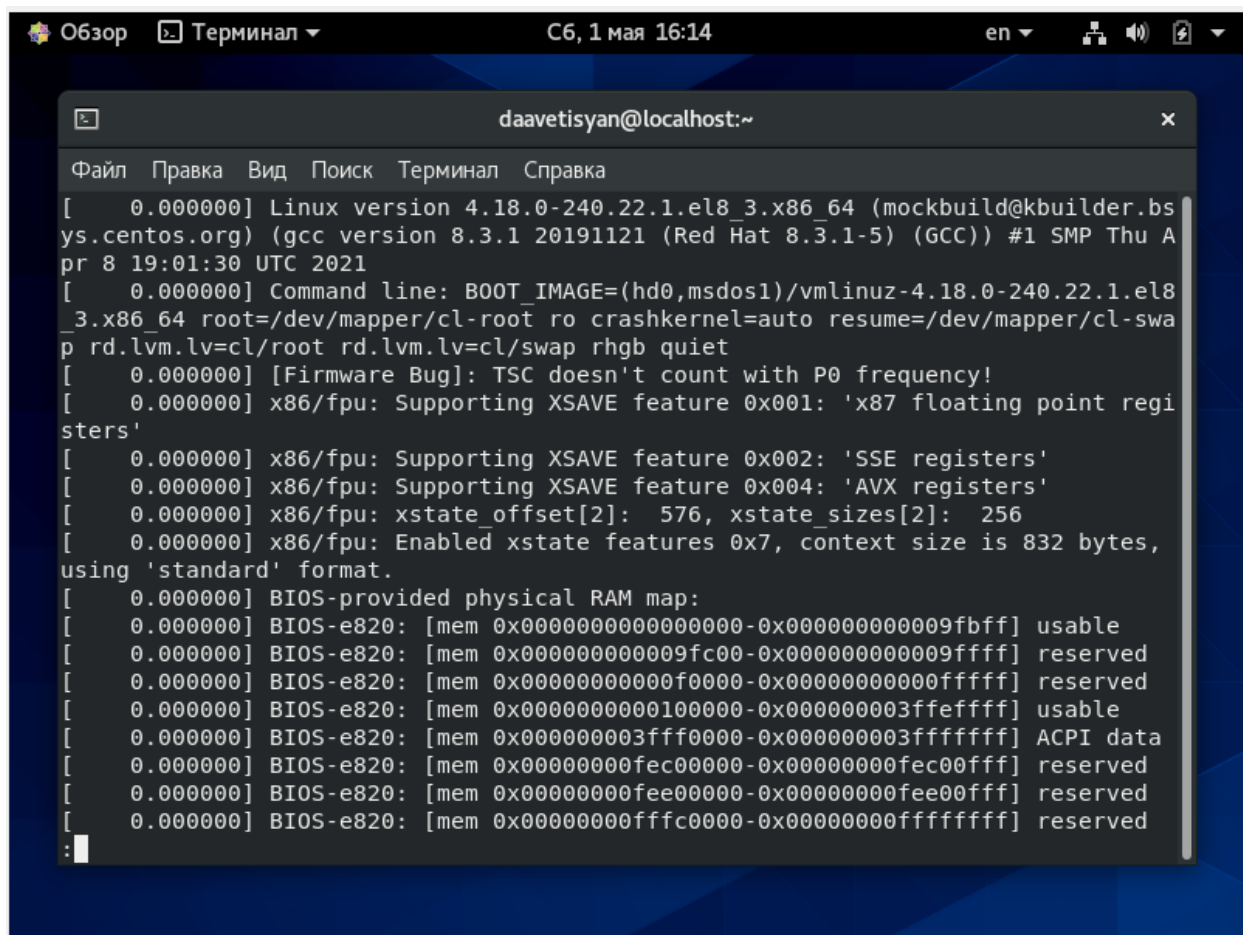 Обзор Терминал Сб, 1 мая 16:14 en
daavetisyan@localhost:~ ×
Файл Правка Вид Поиск Терминал Справка
[    0.000000] Linux version 4.18.0-240.22.1.el8_3.x86_64 (mockbuild@kbuilder.bs
ys.centos.org) (gcc version 8.3.1 20191121 (Red Hat 8.3.1-5) (GCC)) #1 SMP Thu A
pr 8 19:01:30 UTC 2021
[    0.000000] Command line: BOOT_IMAGE=(hd0,msdos1)/vmlinuz-4.18.0-240.22.1.el8
_3.x86_64 root=/dev/mapper/cl-root ro crashkernel=auto resume=/dev/mapper/cl-swa
p rd.lvm.lv=cl/root rd.lvm.lv=cl/swap rhgb quiet
[    0.000000] [Firmware Bug]: TSC doesn't count with P0 frequency!
[    0.000000] x86/fpu: Supporting XSAVE feature 0x001: 'x87 floating point regi
sters'
[    0.000000] x86/fpu: Supporting XSAVE feature 0x002: 'SSE registers'
[    0.000000] x86/fpu: Supporting XSAVE feature 0x004: 'AVX registers'
[    0.000000] x86/fpu: xstate_offset[2]:  576, xstate_sizes[2]:  256
[    0.000000] x86/fpu: Enabled xstate features 0x7, context size is 832 bytes,
using 'standard' format.
[    0.000000] BIOS-provided physical RAM map:
[    0.000000] BIOS-e820: [mem 0x0000000000000000-0x000000000009fbff] usable
[    0.000000] BIOS-e820: [mem 0x000000000009fc00-0x000000000009ffff] reserved
[    0.000000] BIOS-e820: [mem 0x00000000000f0000-0x00000000000fffff] reserved
[    0.000000] BIOS-e820: [mem 0x0000000000100000-0x000000003ffeffff] usable
[    0.000000] BIOS-e820: [mem 0x000000003fff0000-0x000000003fffffff] ACPI data
[    0.000000] BIOS-e820: [mem 0x00000000fec00000-0x00000000fec00fff] reserved
[    0.000000] BIOS-e820: [mem 0x00000000fee00000-0x00000000fee00fff] reserved
[    0.000000] BIOS-e820: [mem 0x00000000fffc0000-0x00000000ffffffff] reserved
: